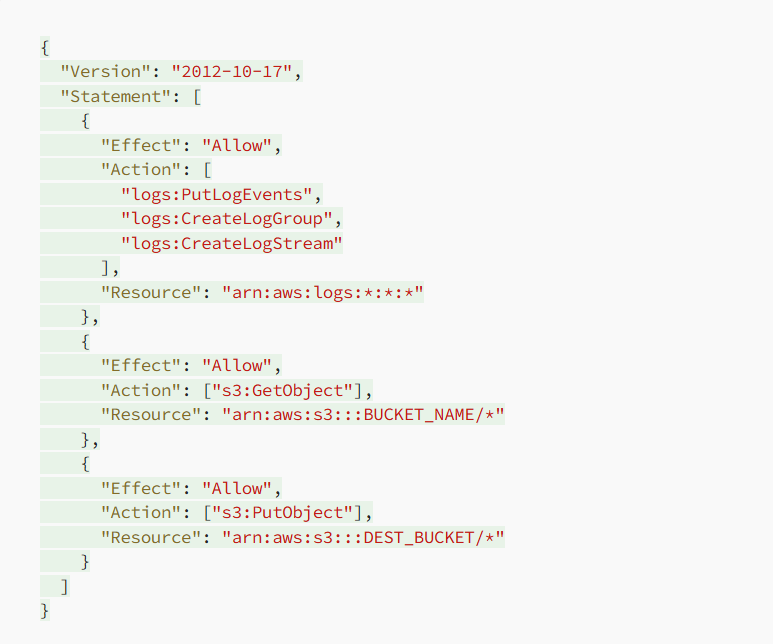 {
  "Version": "2012-10-17",
  "Statement": [
    {
      "Effect": "Allow",
      "Action": [
        "logs:PutLogEvents",
        "logs:CreateLogGroup",
        "logs:CreateLogStream"
      ],
      "Resource": "arn:aws:logs:*:*:*"
    },
    {
      "Effect": "Allow",
      "Action": ["s3:GetObject"],
      "Resource": "arn:aws:s3:::BUCKET_NAME/*"
    },
    {
      "Effect": "Allow",
      "Action": ["s3:PutObject"],
      "Resource": "arn:aws:s3:::DEST_BUCKET/*"
    }
  ]
}